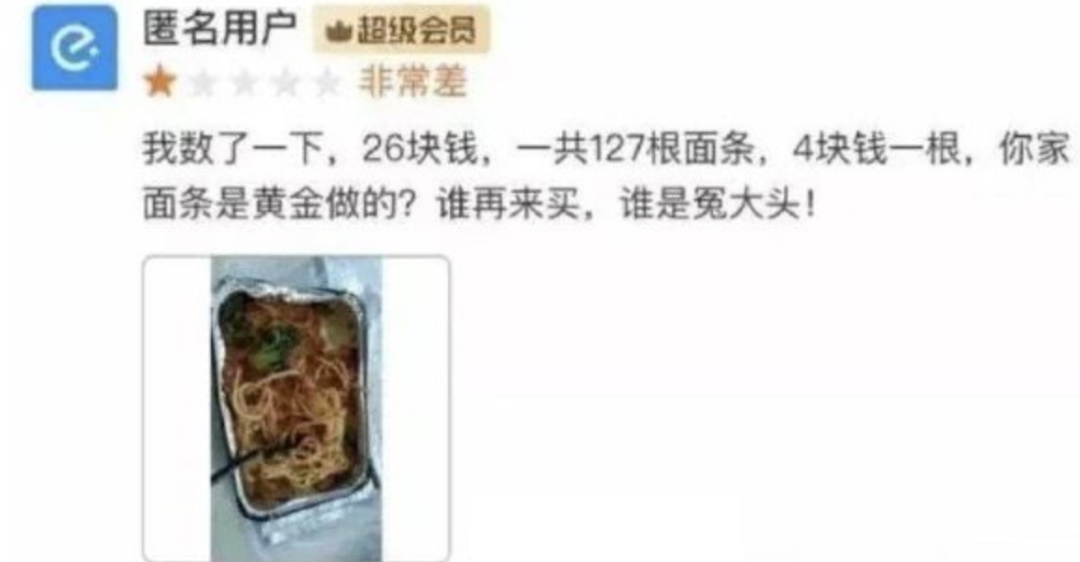 匿名用户 超级会员
非常差
我数了一下，26块钱，一共127根面条，4块钱一根，你家
面条是黄金做的？谁再来买，谁是冤大头！